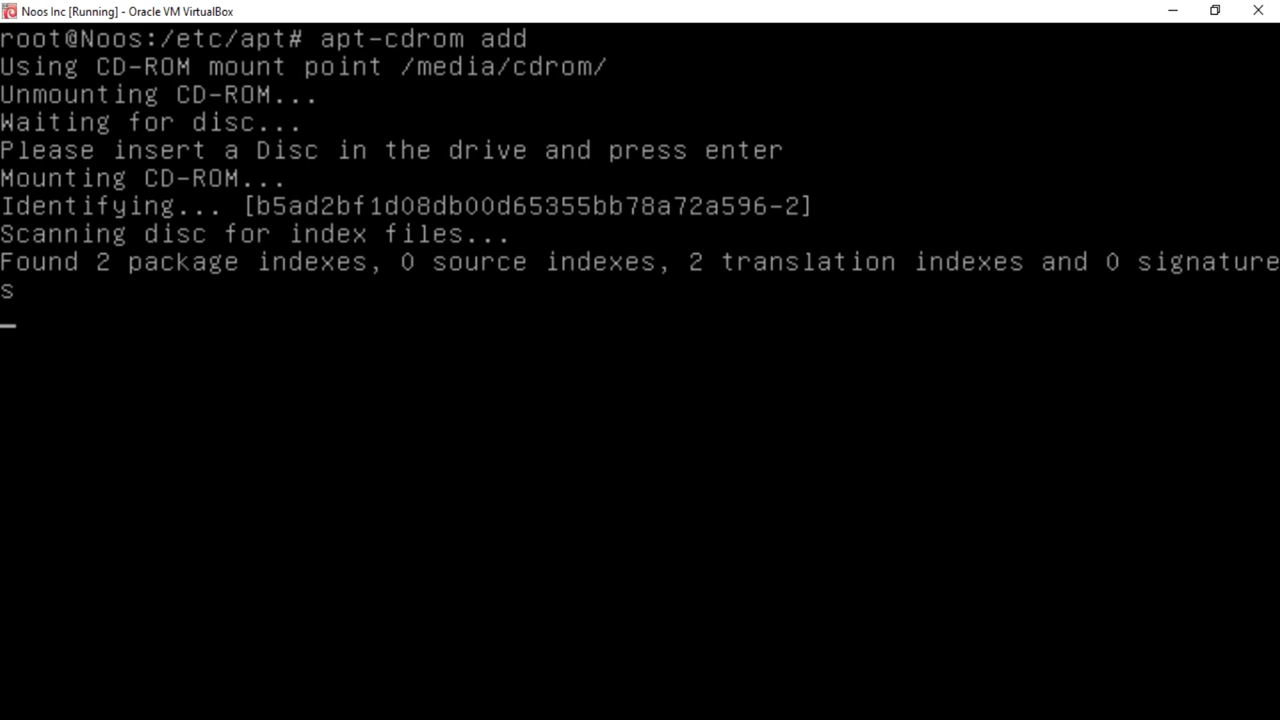 Noos Inc [Running] - Oracle VM VirtualBox
root@Noos:/etc/apt# apt-cdrom add
Using CD-ROM mount point /media/cdrom/
Unmounting CD-ROM...
Waiting for disc...
Please insert a Disc in the drive and press enter
Mounting CD-ROM...
Identifying... [b5ad2bf1d08db00d65355bb78a72a596-2]
Scanning disc for index files...
Found 2 package indexes, 0 source indexes, 2 translation indexes and 0 signature
s